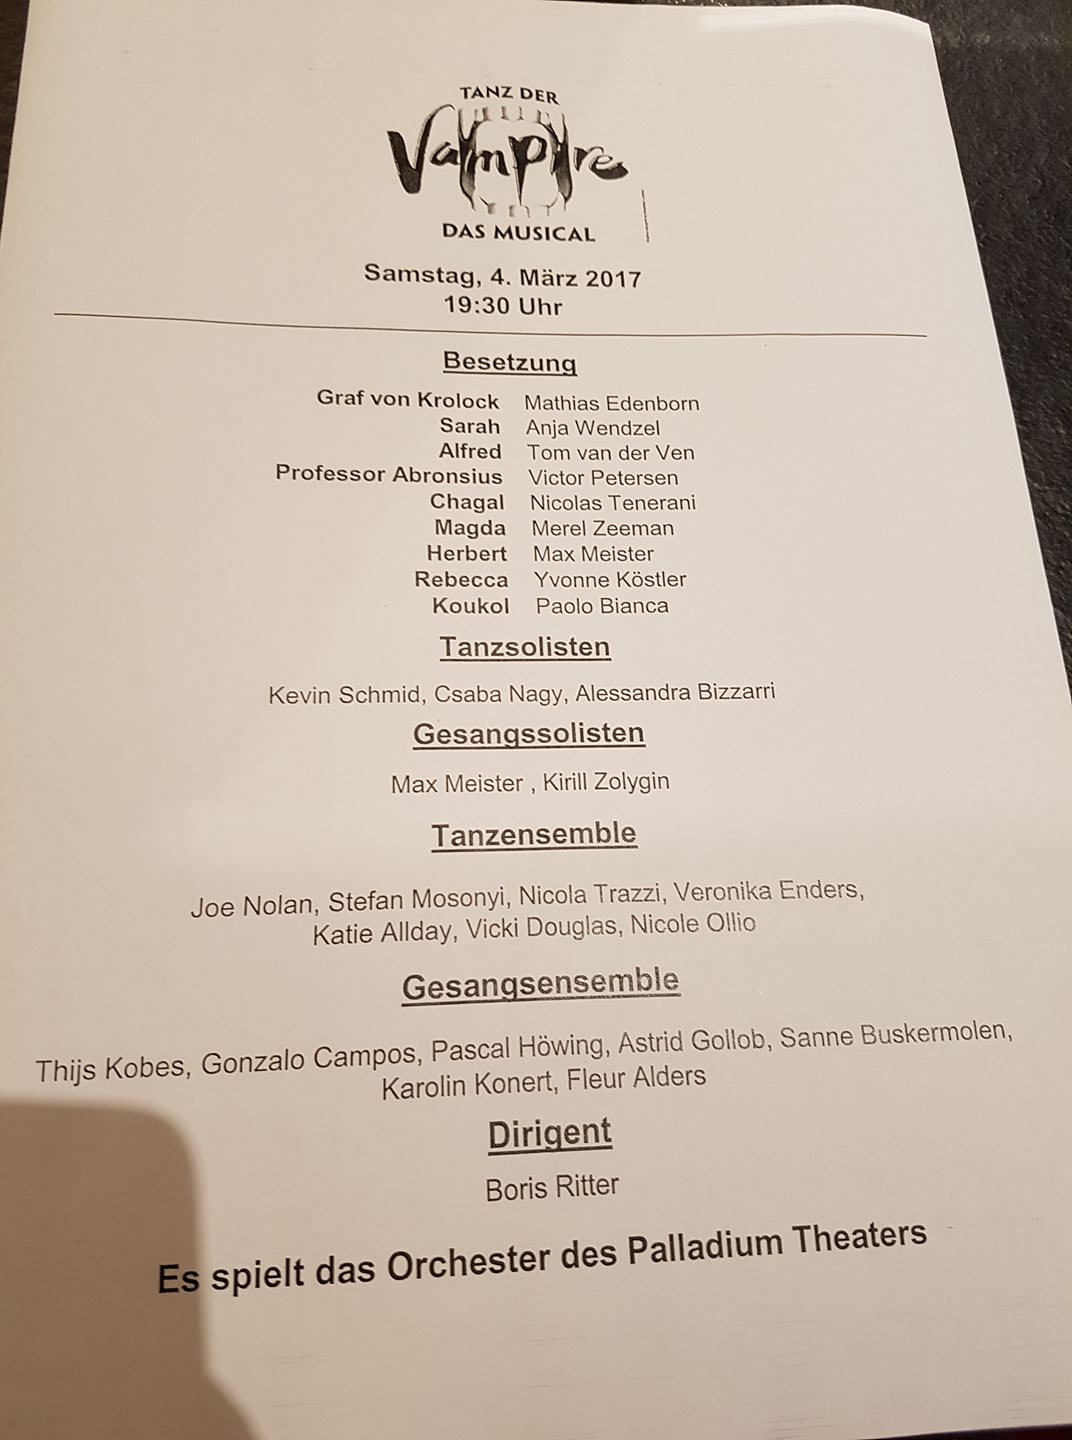 TANZ DER
Vampire
DAS MUSICAL
Samstag, 4. März 2017
19:30 Uhr
Besetzung
Graf von Krolock Mathias Edenborn
Sarah Anja Wendzel
Alfred Tom van der Ven
Professor Abronsius Victor Petersen
Chagal Nicolas Tenerani
Magda Merel Zeeman
Herbert Max Meister
Rebecca Yvonne Köstler
Koukol Paolo Bianca
Tanzsolisten
Kevin Schmid, Csaba Nagy, Alessandra Bizzarri
Gesangssolisten
Max Meister , Kirill Zolygin
Tanzensemble
Joe Nolan, Stefan Mosonyi, Nicola Trazzi, Veronika Enders,
Katie Allday, Vicki Douglas, Nicole Ollio
Gesangsensemble
Thijs Kobes, Gonzalo Campos, Pascal Höwing, Astrid Gollob, Sanne Buskermolen,
Karolin Konert, Fleur Alders
Dirigent
Boris Ritter
Es spielt das Orchester des Palladium Theaters